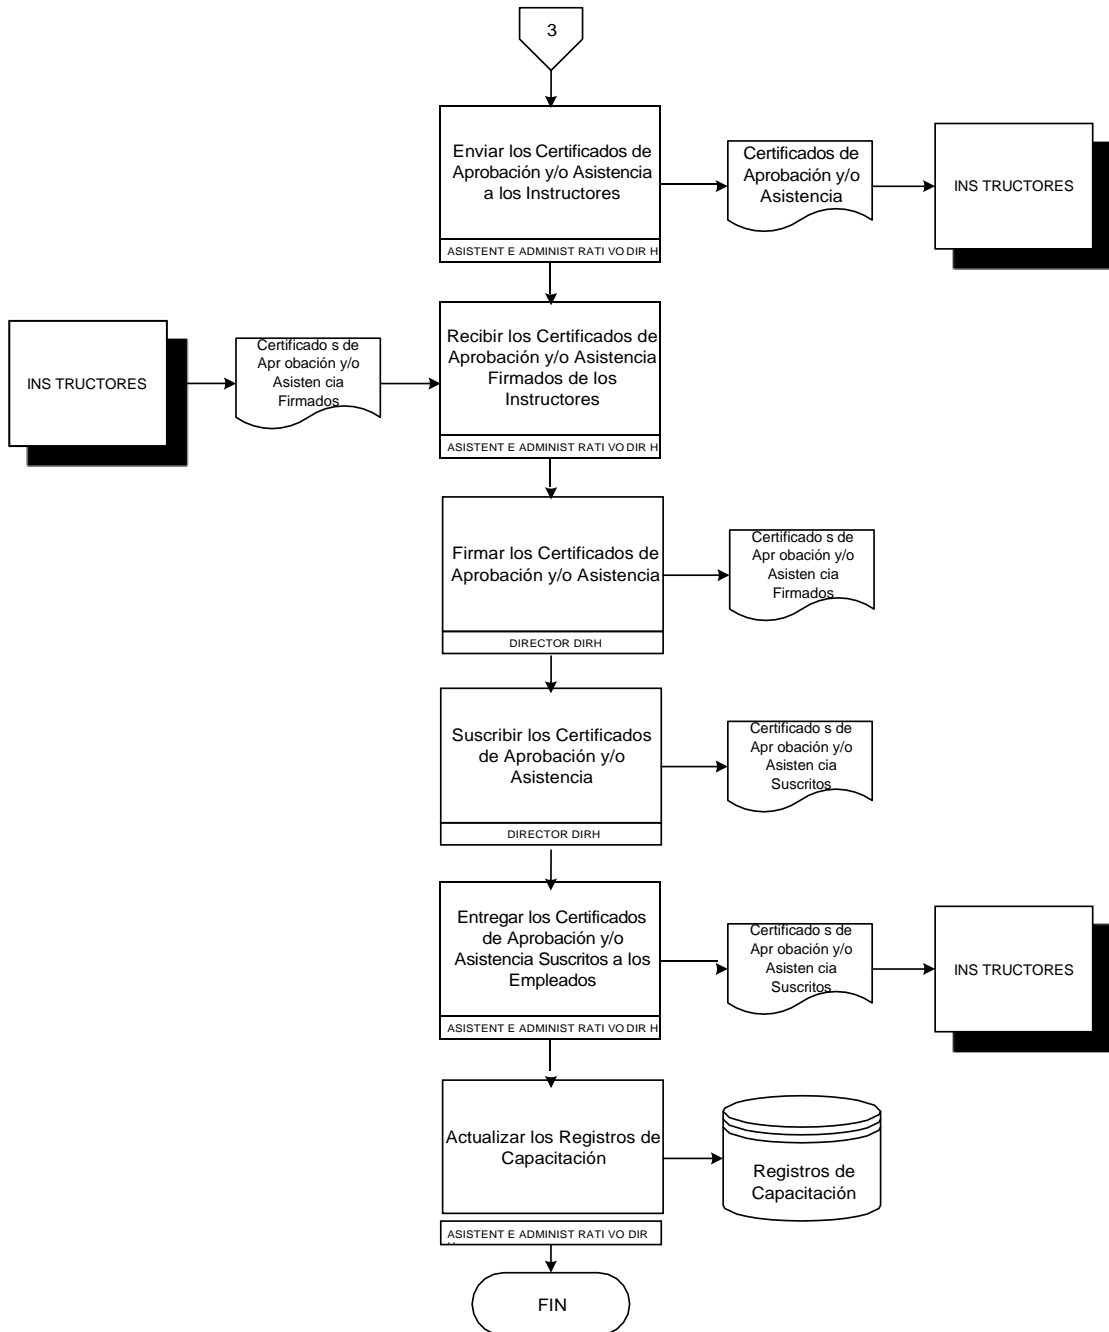 3
Enviar los Certificados de
Aprobación y/o Asistencia
a los Instructores
ASISTENT E ADMINIST RATI VO DIR H
Certificados de
Aprobación y/o
Asistencia
INS TRUCTORES
INS TRUCTORES
Certificado s de
Apr obación y/o
Asisten cia
Firmados
Recibir los Certificados de
Aprobación y/o Asistencia
Firmados de los
Instructores
ASISTENT E ADMINIST RATI VO DIR H
Firmar los Certificados de
Aprobación y/o Asistencia
DIRECTOR DIRH
Certificado s de
Apr obación y/o
Asisten cia
Firmados
Suscribir los Certificados
de Aprobación y/o
Asistencia
DIRECTOR DIRH
Certificado s de
Apr obación y/o
Asisten cia
Suscritos
Entregar los Certificados
de Aprobación y/o
Asistencia Suscritos a los
Empleados
ASISTENT E ADMINIST RATI VO DIR H
Certificado s de
Apr obación y/o
Asisten cia
Suscritos
INS TRUCTORES
Actualizar los Registros de
Capacitación
ASISTENT E ADMINIST RATI VO DIR
Registros de
Capacitación
FIN